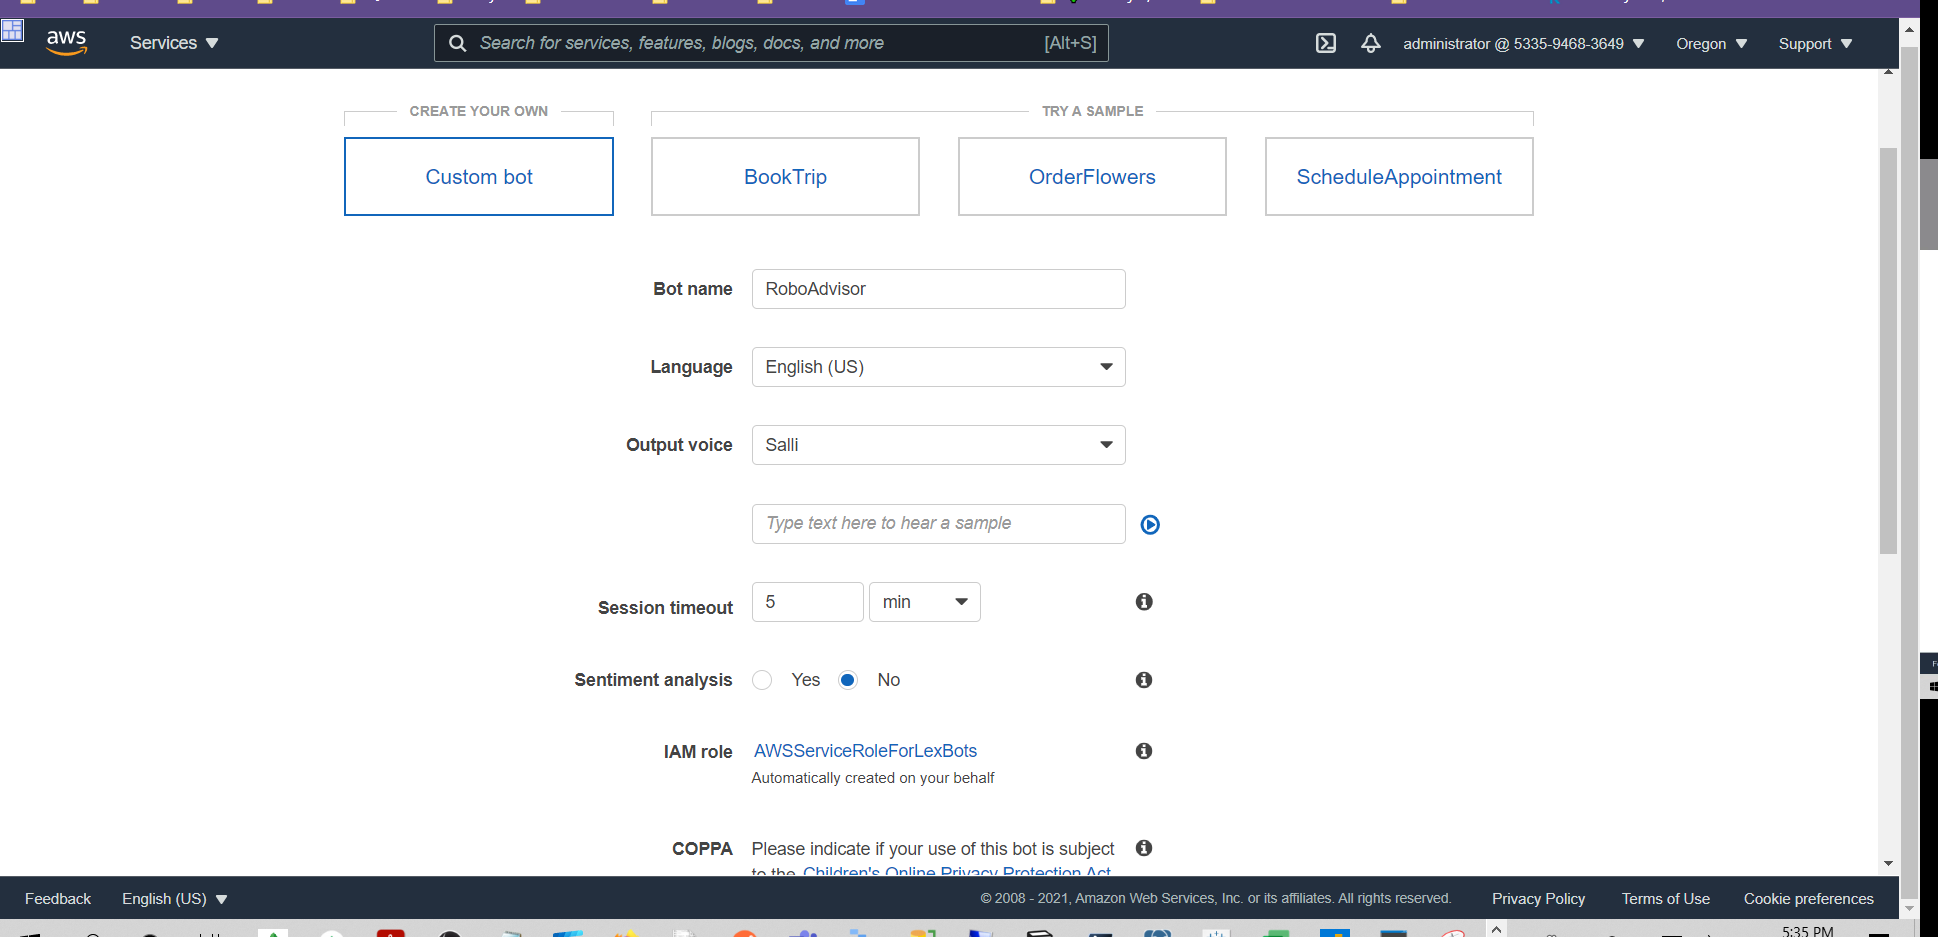 aws
Services
Search for services, features, blogs, docs, and more
[Alt+S]
administrator @ 5335-9468-3649
Oregon
Support
CREATE YOUR OWN
TRY A SAMPLE
Custom bot
BookTrip
OrderFlowers
ScheduleAppointment
Bot name
RoboAdvisor
Language
English (US)
Output voice
Salli
Type text here to hear a sample
Session timeout
5
min
Sentiment analysis
Yes
No
IAM role
AWSServiceRoleForLexBots
Automatically created on your behalf
COPPA
Please indicate if your use of this bot is subject
to the Children's Online Privacy Protection Act
Feedback
English (US)
© 2008 - 2021, Amazon Web Services, Inc. or its affiliates. All rights reserved.
Privacy Policy
Terms of Use
Cookie preferences
5:35 PM